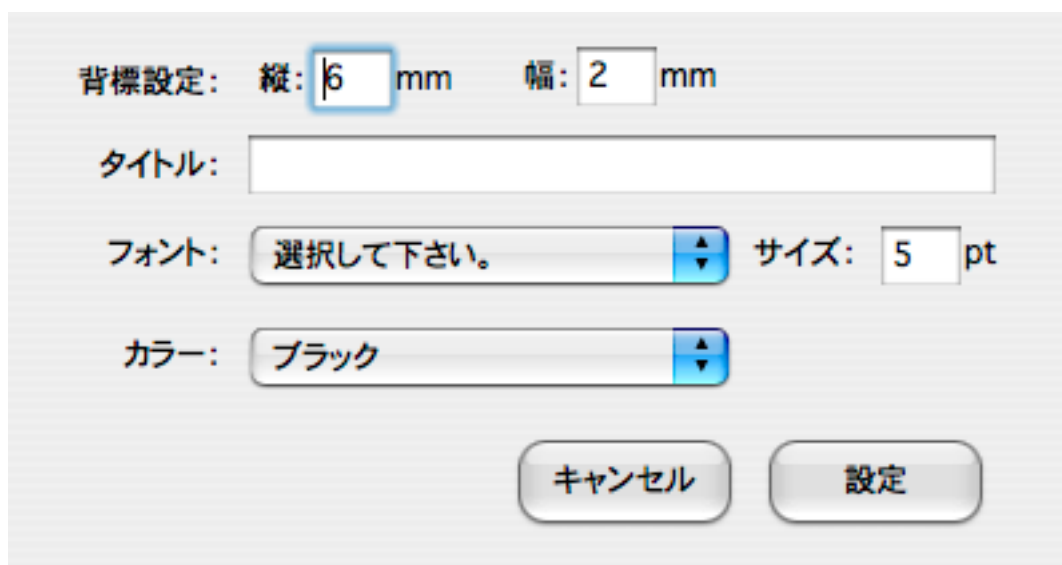 背標設定: 縦: 6 mm 幅: 2 mm
タイトル:
フォント: 選択して下さい。 サイズ: 5 pt
カラー: ブラック
キャンセル 設定